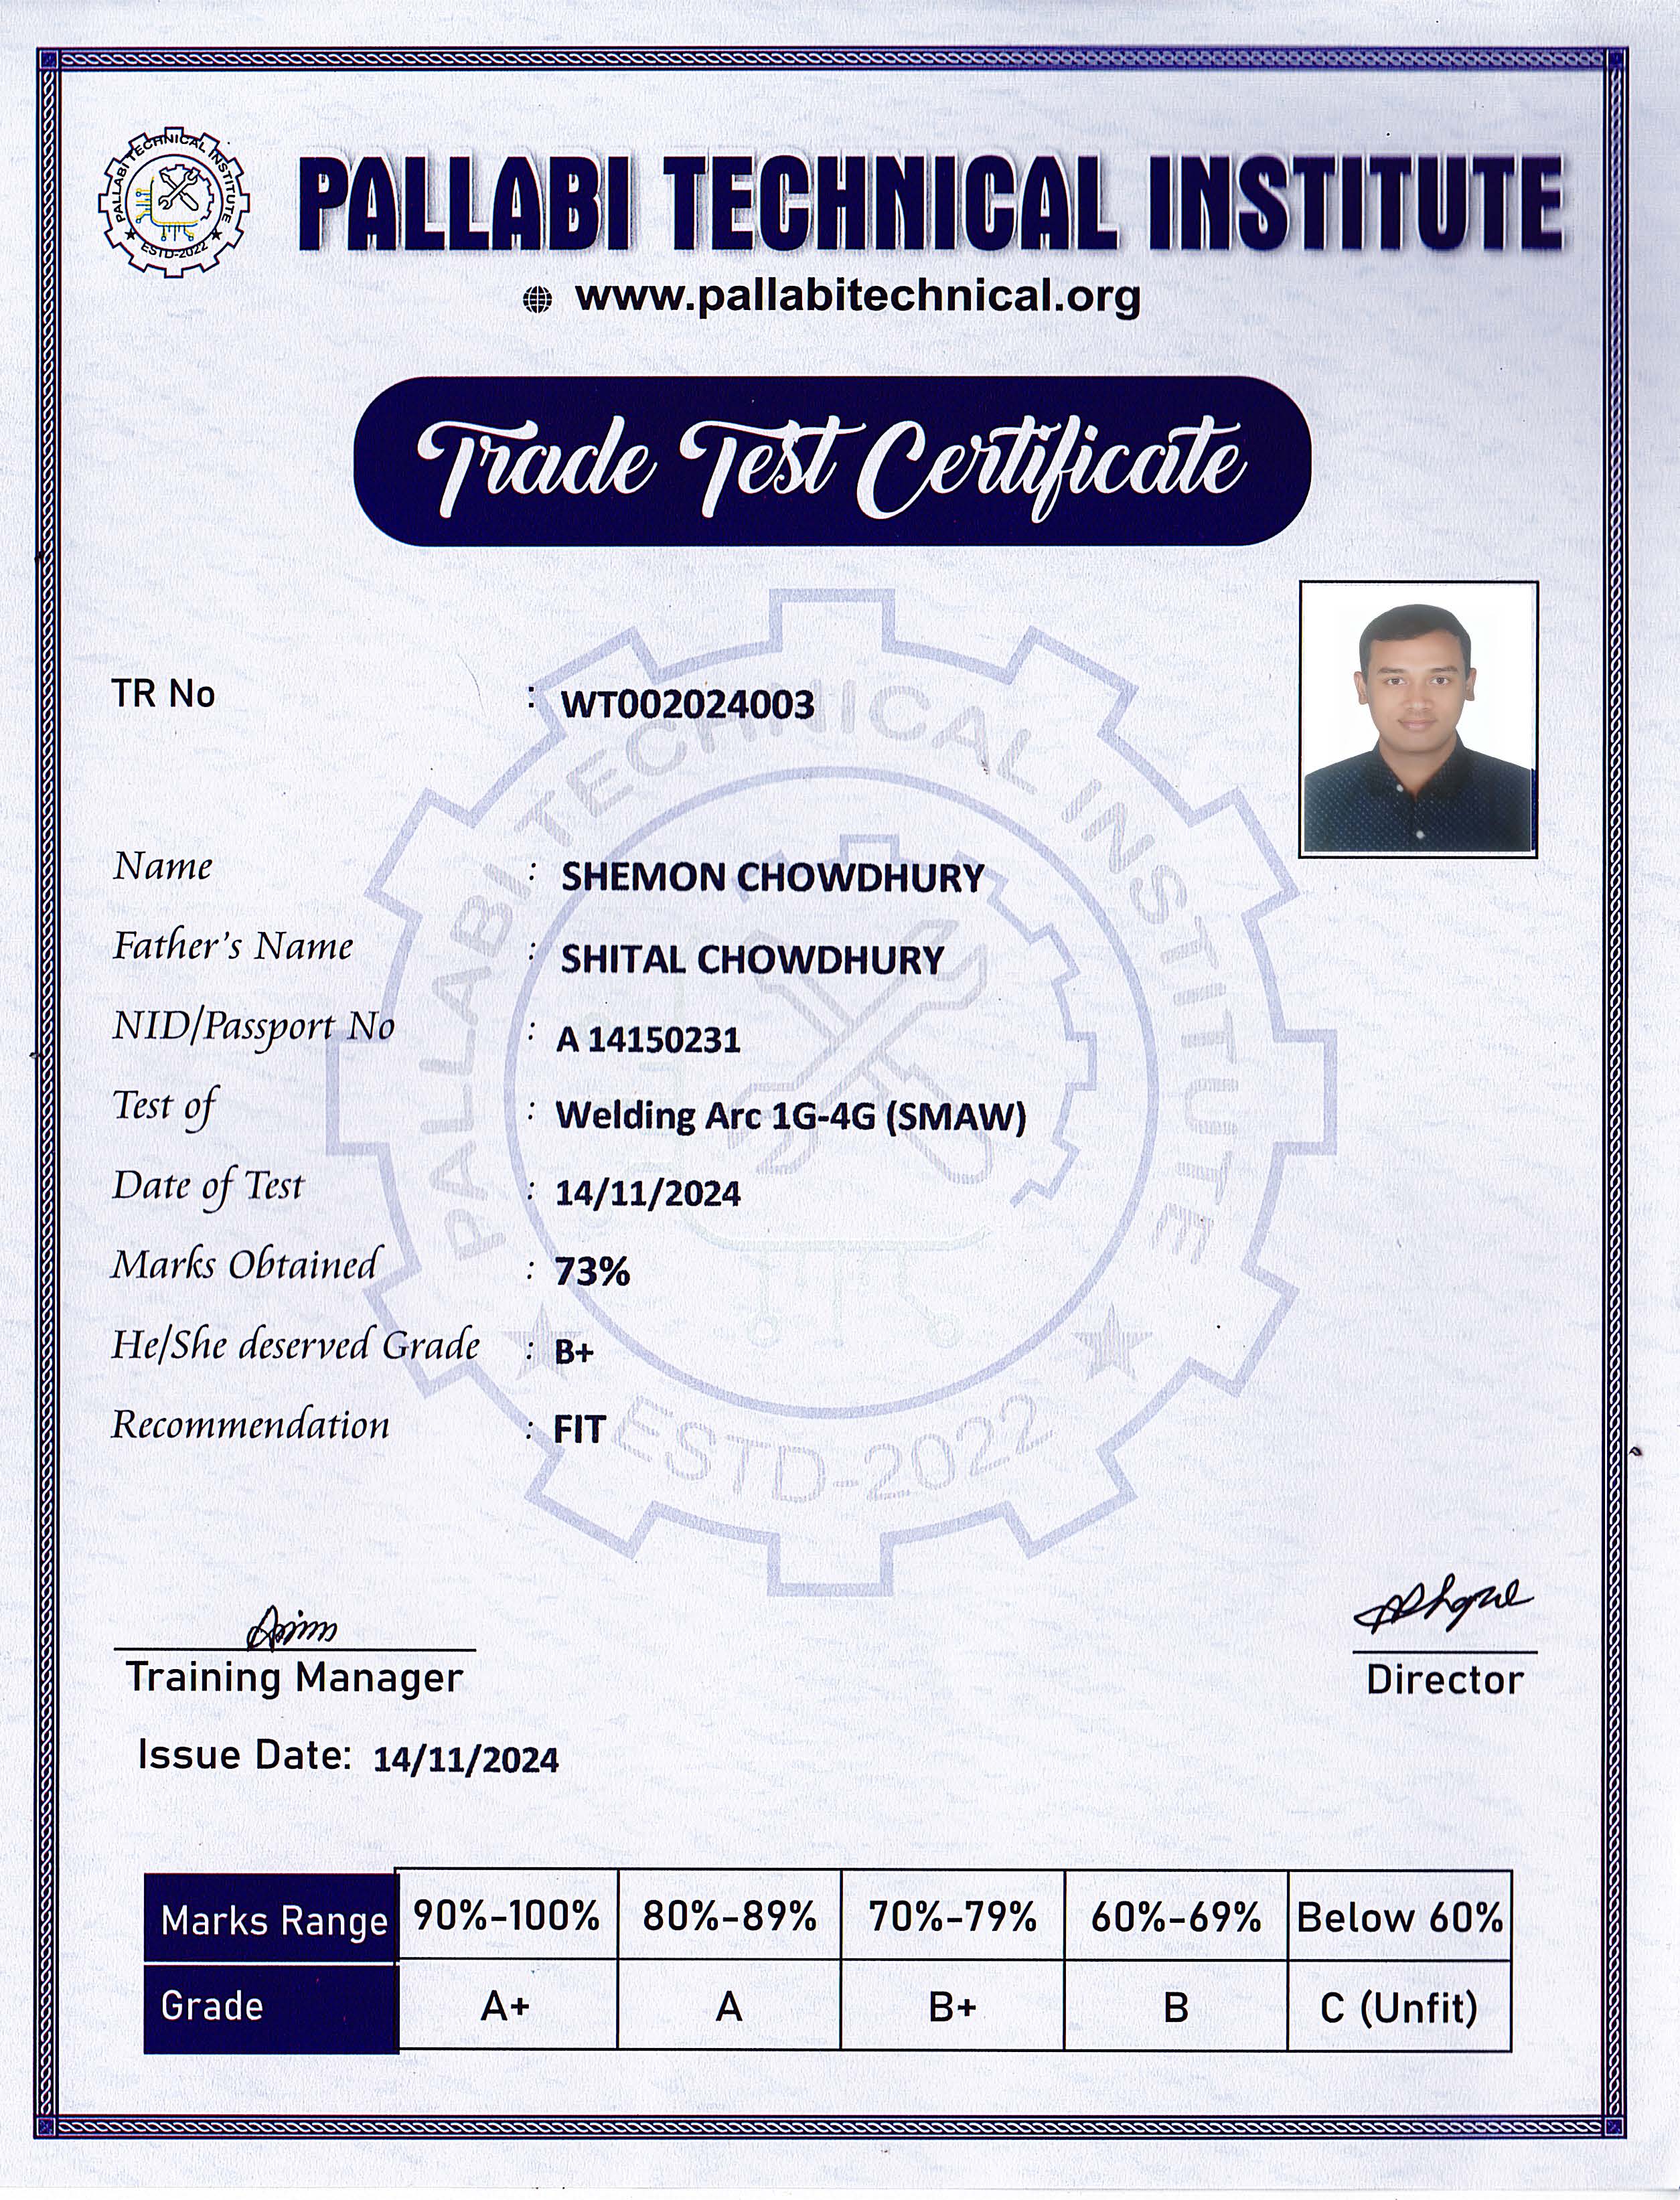 PALLABI TECHNICAL INSTITUTE
ESTD-2022
PALLABI TECHNICAL INSTITUTE
www.pallabitechnical.org
Trade Test Certificate
TR No : WT002024003
Name : SHEMON CHOWDHURY
Father's Name : SHITAL CHOWDHURY
NID/Passport No : A 14150231
Test of : Welding Arc 1G-4G (SMAW)
Date of Test : 14/11/2024
Marks Obtained : 73%
He/She deserved Grade : B+
Recommendation : FIT
PALLABI TECHNICAL INSTITUTE
ESTD-2022
Training Manager
Director
Issue Date: 14/11/2024
Marks Range 90%-100% 80%-89% 70%-79% 60%-69% Below 60%
Grade A+ A B+ B C (Unfit)